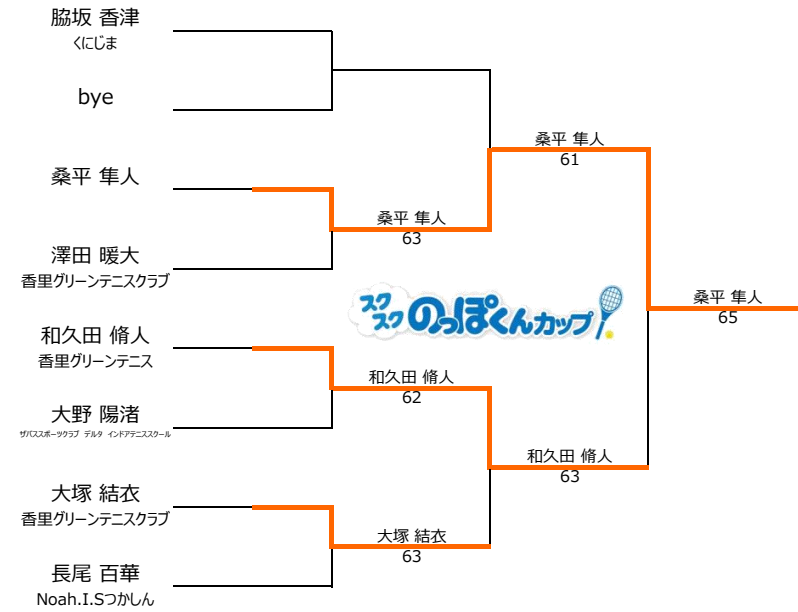 脇坂 香津
くにじま
bye
桑平 隼人
澤田 暖大
香里グリーンテニスクラブ
和久田 脩人
香里グリーンテニス
大野 陽渚
ザバススポーツクラブ デルタ インドアテニススクール
大塚 結衣
香里グリーンテニスクラブ
長尾 百華
Noah.I.Sつかしん
桑平 隼人
63
和久田 脩人
62
大塚 結衣
63
桑平 隼人
61
和久田 脩人
63
桑平 隼人
65
スクスク のっぽくんカップ